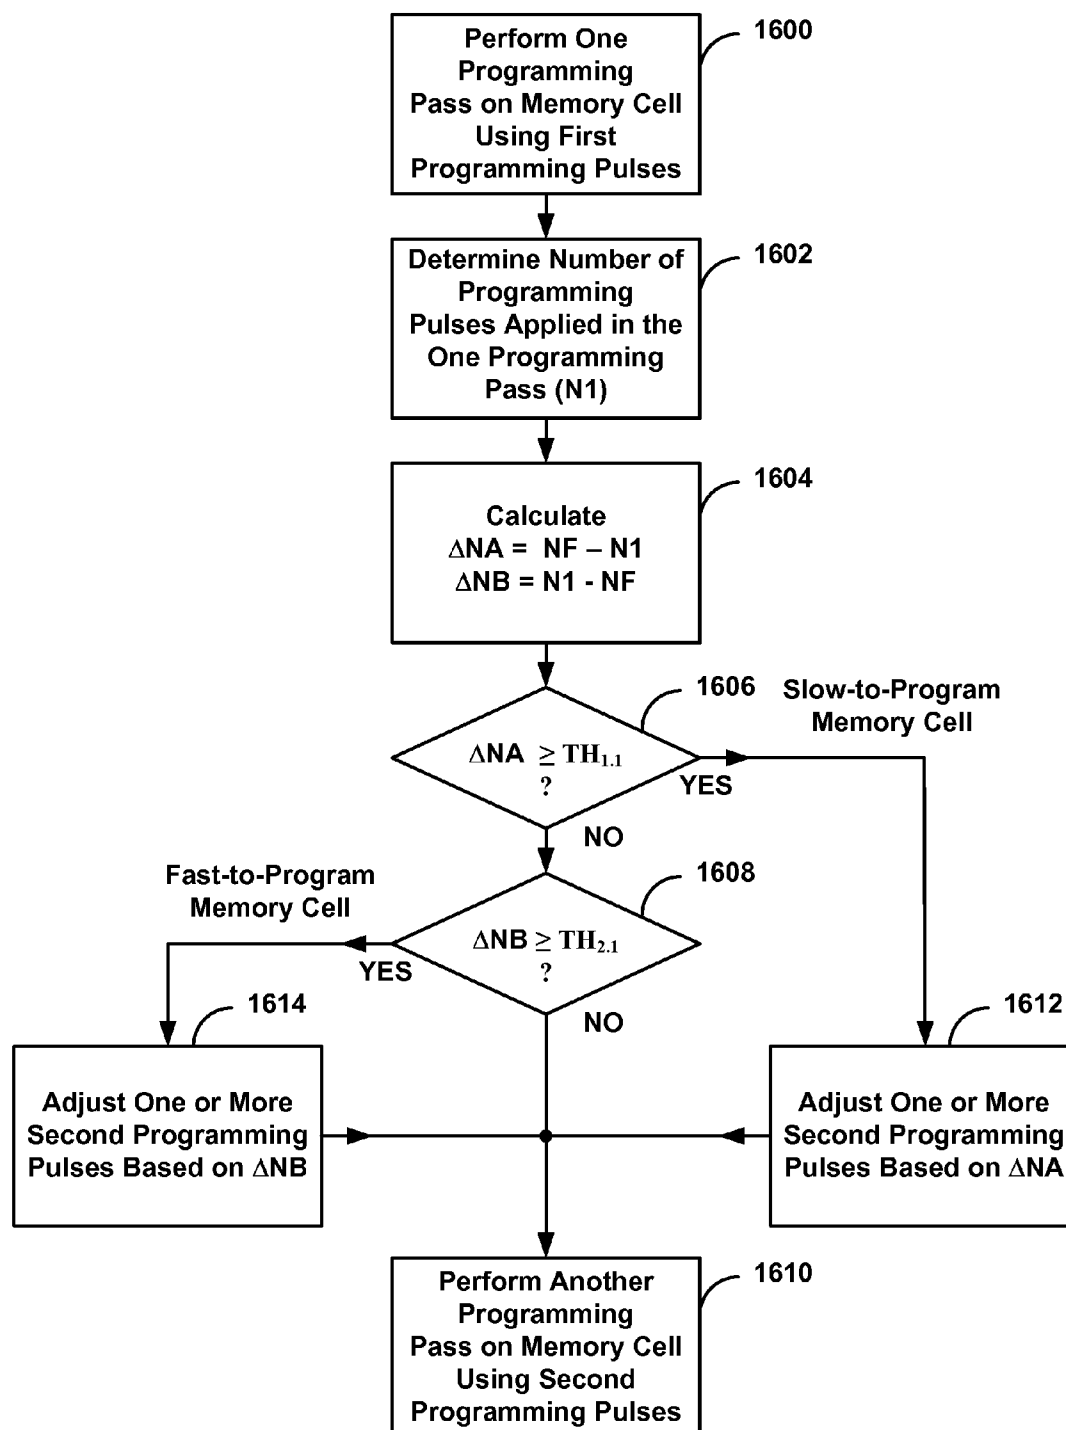 Perform One
Programming
Pass on Memory Cell
Using First
Programming Pulses
1600
Determine Number of
Programming
Pulses Applied in the
One Programming
Pass (N1)
1602
Calculate
ΔNA = NF – N1
ΔNB = N1 - NF
1604
ΔNA ≥ TH1.1
?
1606
YES
NO
Slow-to-Program
Memory Cell
ΔNB ≥ TH2.1
?
1608
YES
NO
Fast-to-Program
Memory Cell
1614
Adjust One or More
Second Programming
Pulses Based on ΔNB
1612
Adjust One or More
Second Programming
Pulses Based on ΔNA
Perform Another
Programming
Pass on Memory Cell
Using Second
Programming Pulses
1610